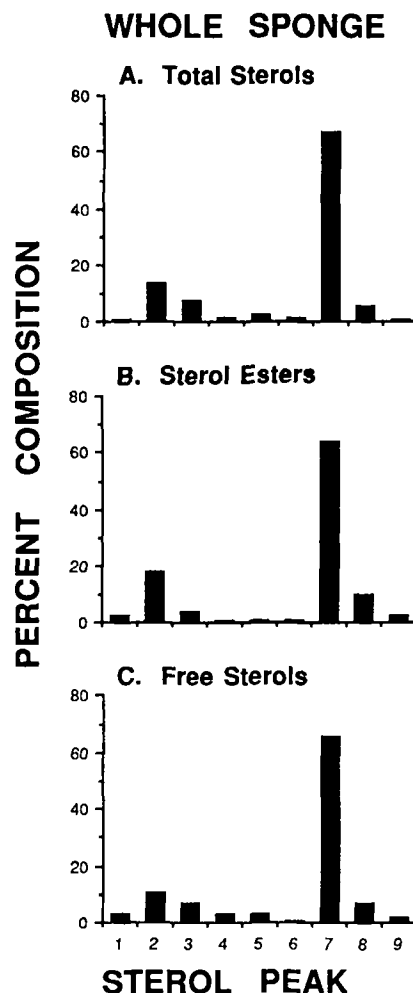 WHOLE SPONGE
A. Total Sterols
80
60
40
20
0
B. Sterol Esters
80
60
40
20
0
C. Free Sterols
80
60
40
20
0
1 2 3 4 5 6 7 8 9
PERCENT COMPOSITION
STEROL PEAK